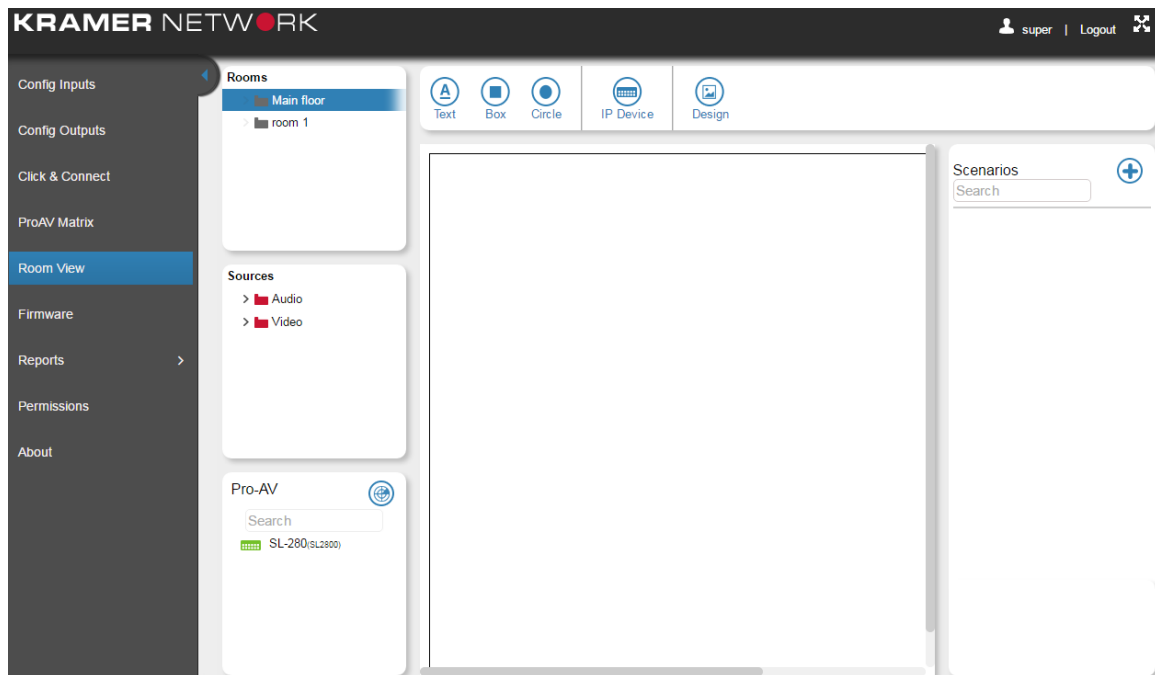 KRAMER NETWORK
super | Logout
Config Inputs
Config Outputs
Click & Connect
ProAV Matrix
Room View
Firmware
Reports
Permissions
About
Rooms
Main floor
room 1
Sources
Audio
Video
Pro-AV
Search
SL-280(SL2800)
A
Text
Box
Circle
IP Device
Design
Scenarios
Search